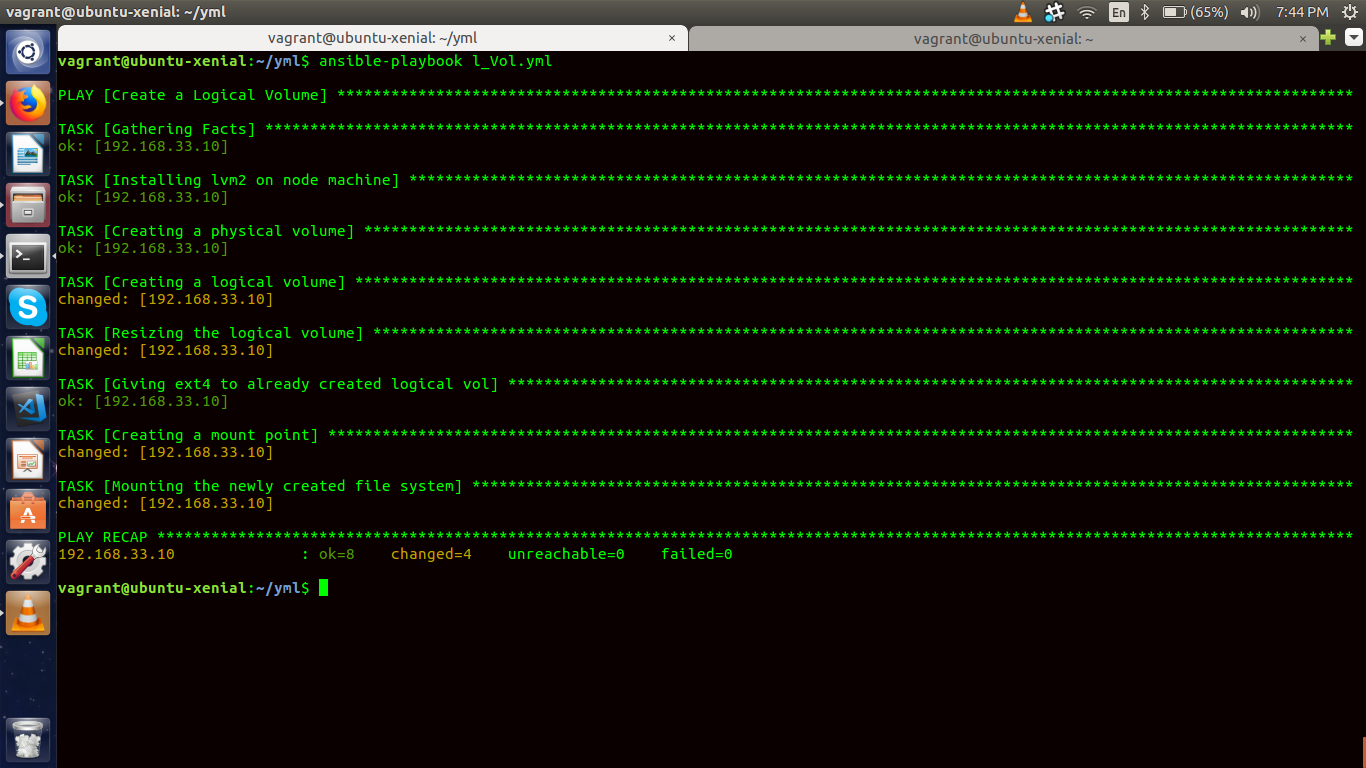 vagrant@ubuntu-xenial: ~/yml
En
(65%)
7:44 PM
vagrant@ubuntu-xenial: ~/yml ×
vagrant@ubuntu-xenial: ~ ×
vagrant@ubuntu-xenial:~/yml$ ansible-playbook l_Vol.yml
PLAY [Create a Logical Volume] *****************************************************************************************************************
TASK [Gathering Facts] *************************************************************************************************************************
ok: [192.168.33.10]
TASK [Installing lvm2 on node machine] *********************************************************************************************************
ok: [192.168.33.10]
TASK [Creating a physical volume] **************************************************************************************************************
ok: [192.168.33.10]
TASK [Creating a logical volume] ***************************************************************************************************************
changed: [192.168.33.10]
TASK [Resizing the logical volume] *************************************************************************************************************
changed: [192.168.33.10]
TASK [Giving ext4 to already created logical vol] **********************************************************************************************
ok: [192.168.33.10]
TASK [Creating a mount point] ******************************************************************************************************************
changed: [192.168.33.10]
TASK [Mounting the newly created file system] **************************************************************************************************
changed: [192.168.33.10]
PLAY RECAP *************************************************************************************************************************************
192.168.33.10              : ok=8    changed=4    unreachable=0    failed=0
vagrant@ubuntu-xenial:~/yml$